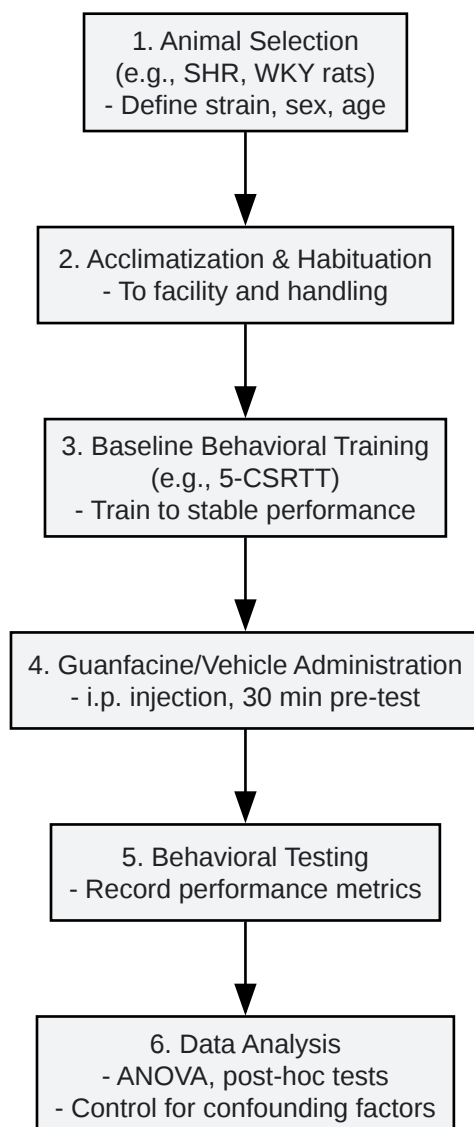 1. Animal Selection
(e.g., SHR, WKY rats)
- Define strain, sex, age
2. Acclimatization & Habituation
- To facility and handling
3. Baseline Behavioral Training
(e.g., 5-CSRTT)
- Train to stable performance
4. Guanfacine/Vehicle Administration
- i.p. injection, 30 min pre-test
5. Behavioral Testing
- Record performance metrics
6. Data Analysis
- ANOVA, post-hoc tests
- Control for confounding factors